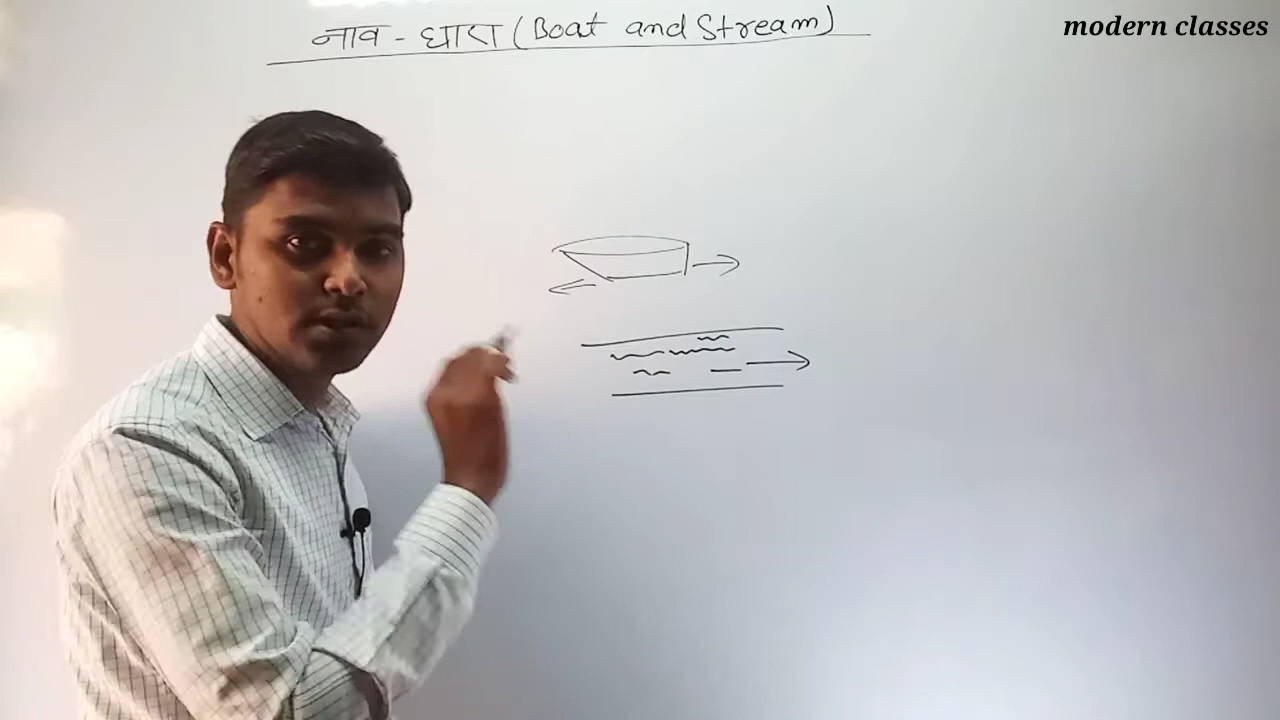 नाव - धारा (Boat and Stream)
modern classes